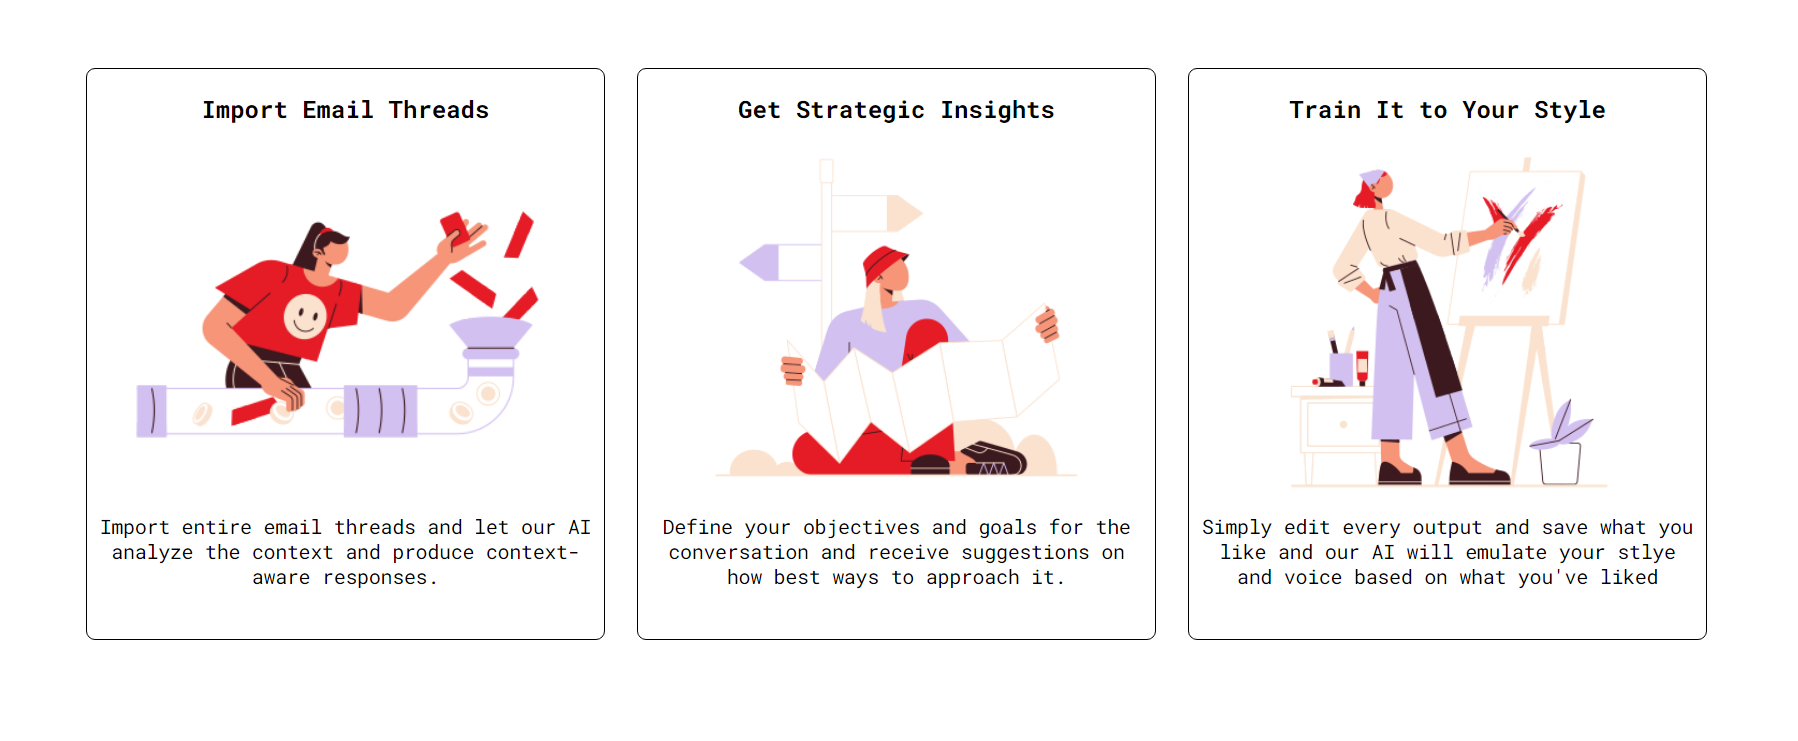 Import Email Threads
Import entire email threads and let our AI
analyze the context and produce context-
aware responses.
Get Strategic Insights
Define your objectives and goals for the
conversation and receive suggestions on
how best ways to approach it.
Train It to Your Style
Simply edit every output and save what you
like and our AI will emulate your stlye
and voice based on what you've liked